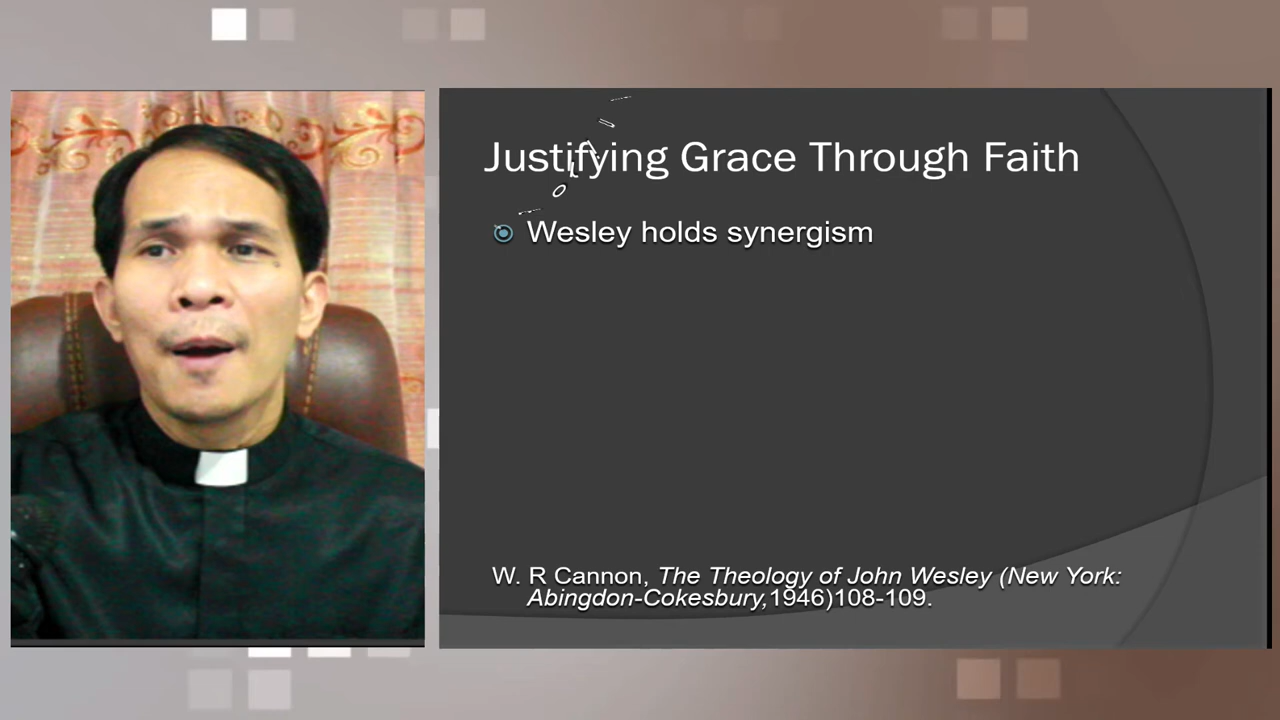 Justifying Grace Through Faith
Wesley holds synergism
W. R Cannon, The Theology of John Wesley (New York:
Abingdon-Cokesbury,1946)108-109.